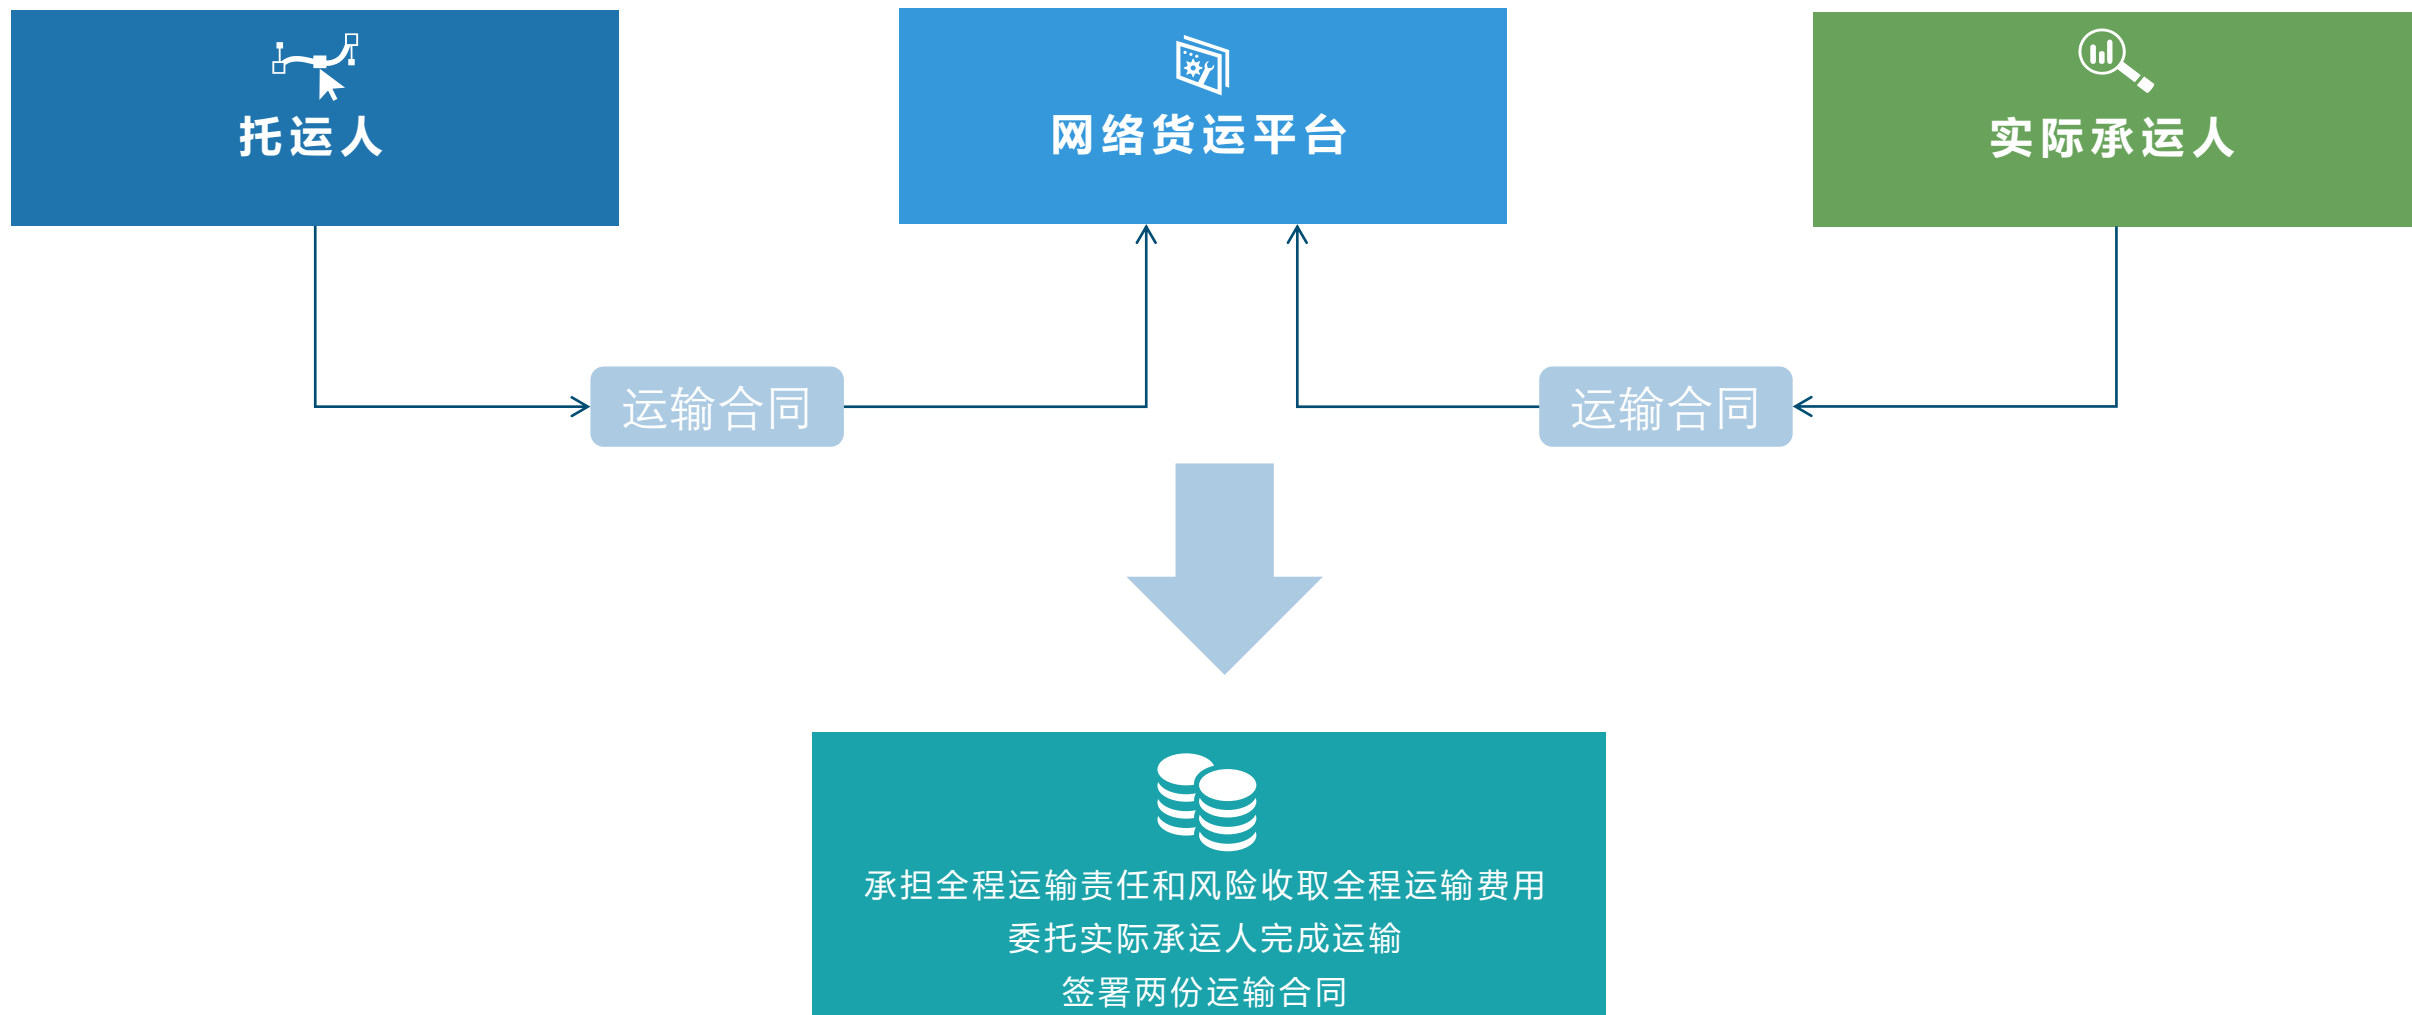 托运人
网络货运平台
实际承运人
运输合同
运输合同
承担全程运输责任和风险收取全程运输费用
委托实际承运人完成运输
签署两份运输合同